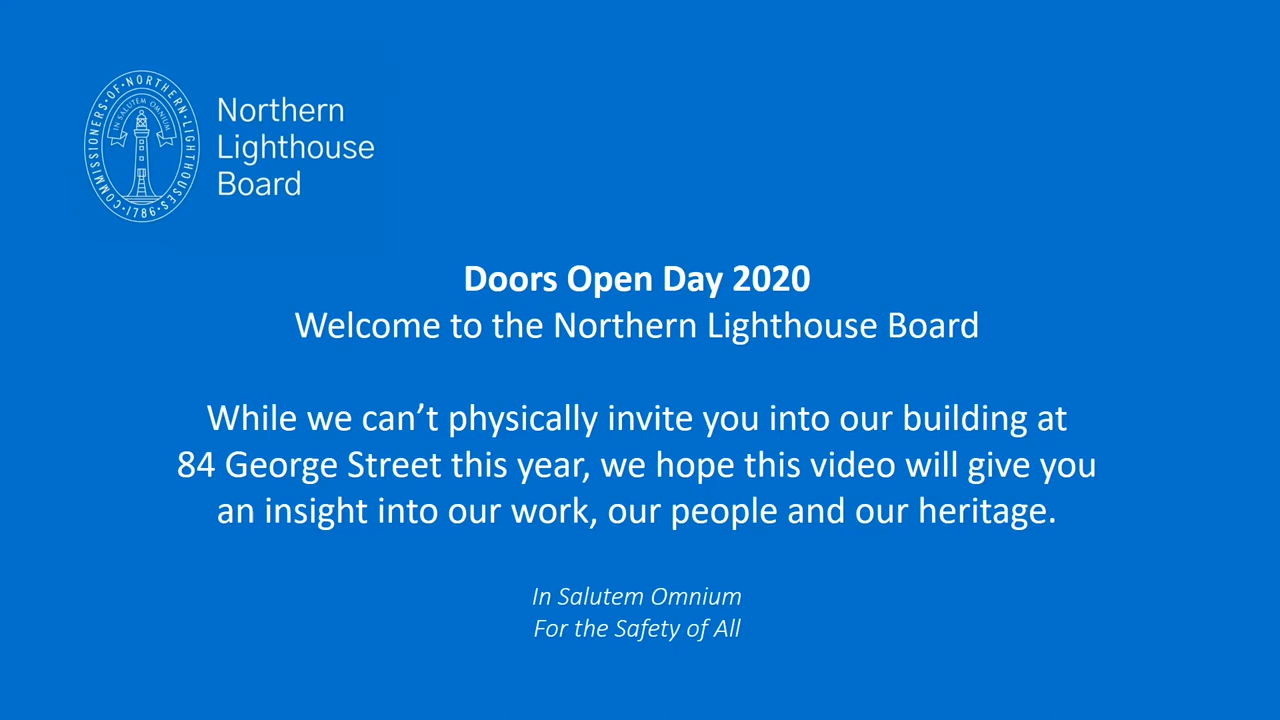 COMMISSIONERS·OF·NORTHERN·LIGHTHOUSES·
·1786·
IN SALUTEM OMNIUM
Northern
Lighthouse
Board
Doors Open Day 2020
Welcome to the Northern Lighthouse Board
While we can’t physically invite you into our building at
84 George Street this year, we hope this video will give you
an insight into our work, our people and our heritage.
In Salutem Omnium
For the Safety of All